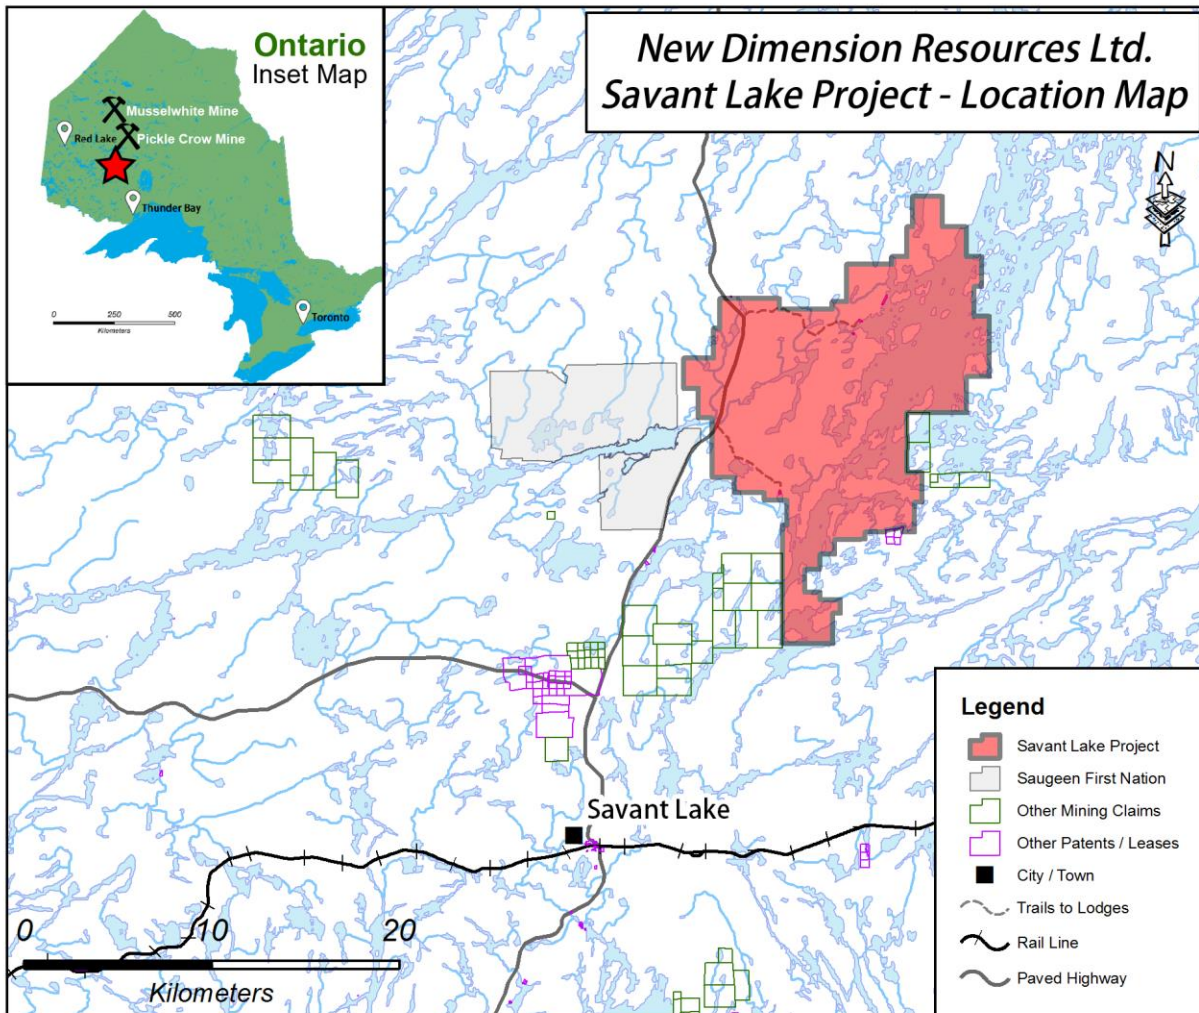 New Dimension Resources Ltd.
Savant Lake Project - Location Map
Ontario
Inset Map
Musselwhite Mine
Red Lake
Pickle Crow Mine
Thunder Bay
Toronto
0 250 500
Kilometers
N
Savant Lake
0 10 20
Kilometers
Legend
Savant Lake Project
Saugeen First Nation
Other Mining Claims
Other Patents / Leases
City / Town
Trails to Lodges
Rail Line
Paved Highway